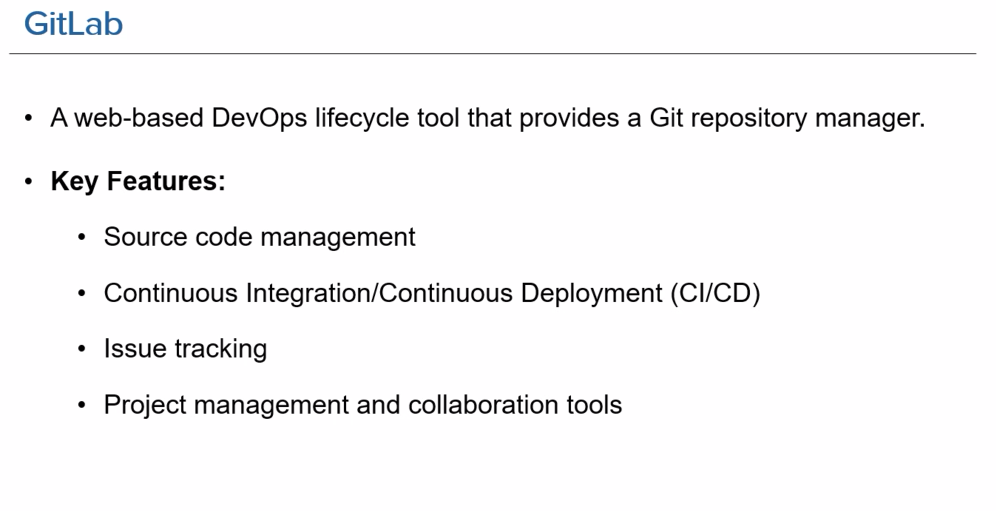 GitLab
• A web-based DevOps lifecycle tool that provides a Git repository manager.
• Key Features:
• Source code management
• Continuous Integration/Continuous Deployment (CI/CD)
• Issue tracking
• Project management and collaboration tools